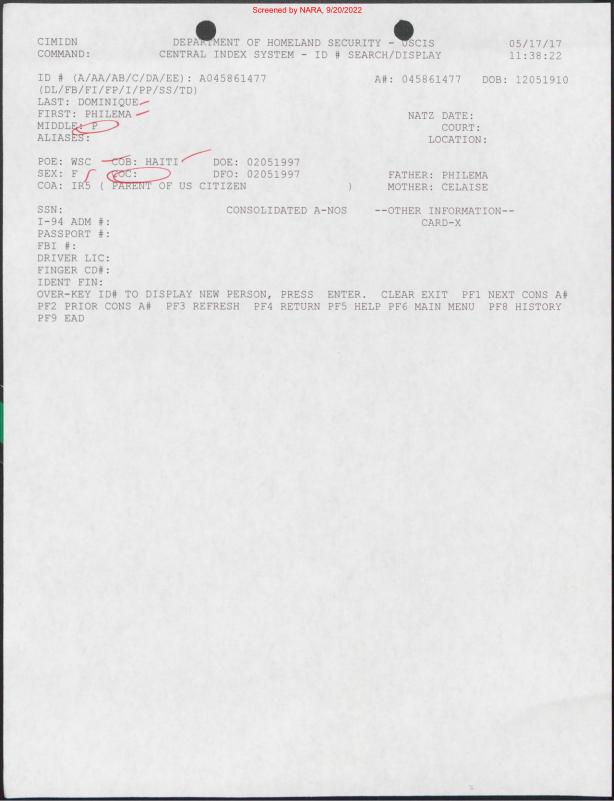 Screened by NARA, 9/20/2022
CIMIDN DEPARTMENT OF HOMELAND SECURITY - USCIS 05/17/17
COMMAND: CENTRAL INDEX SYSTEM - ID # SEARCH/DISPLAY 11:38:22
ID # (A/AA/AB/C/DA/EE): A045861477 A#: 045861477 DOB: 12051910
(DL/FB/FI/FP/I/PP/SS/TD)
LAST: DOMINIQUE
FIRST: PHILEMA NATZ DATE:
MIDDLE: P COURT:
ALIASES: LOCATION:
POE: WSC COB: HAITI DOE: 02051997
SEX: F COC: DFO: 02051997 FATHER: PHILEMA
COA: IR5 ( PARENT OF US CITIZEN ) MOTHER: CELAISE
SSN: CONSOLIDATED A-NOS --OTHER INFORMATION--
I-94 ADM #: CARD-X
PASSPORT #:
FBI #:
DRIVER LIC:
FINGER CD#:
IDENT FIN:
OVER-KEY ID# TO DISPLAY NEW PERSON, PRESS ENTER. CLEAR EXIT PF1 NEXT CONS A#
PF2 PRIOR CONS A# PF3 REFRESH PF4 RETURN PF5 HELP PF6 MAIN MENU PF8 HISTORY
PF9 EAD